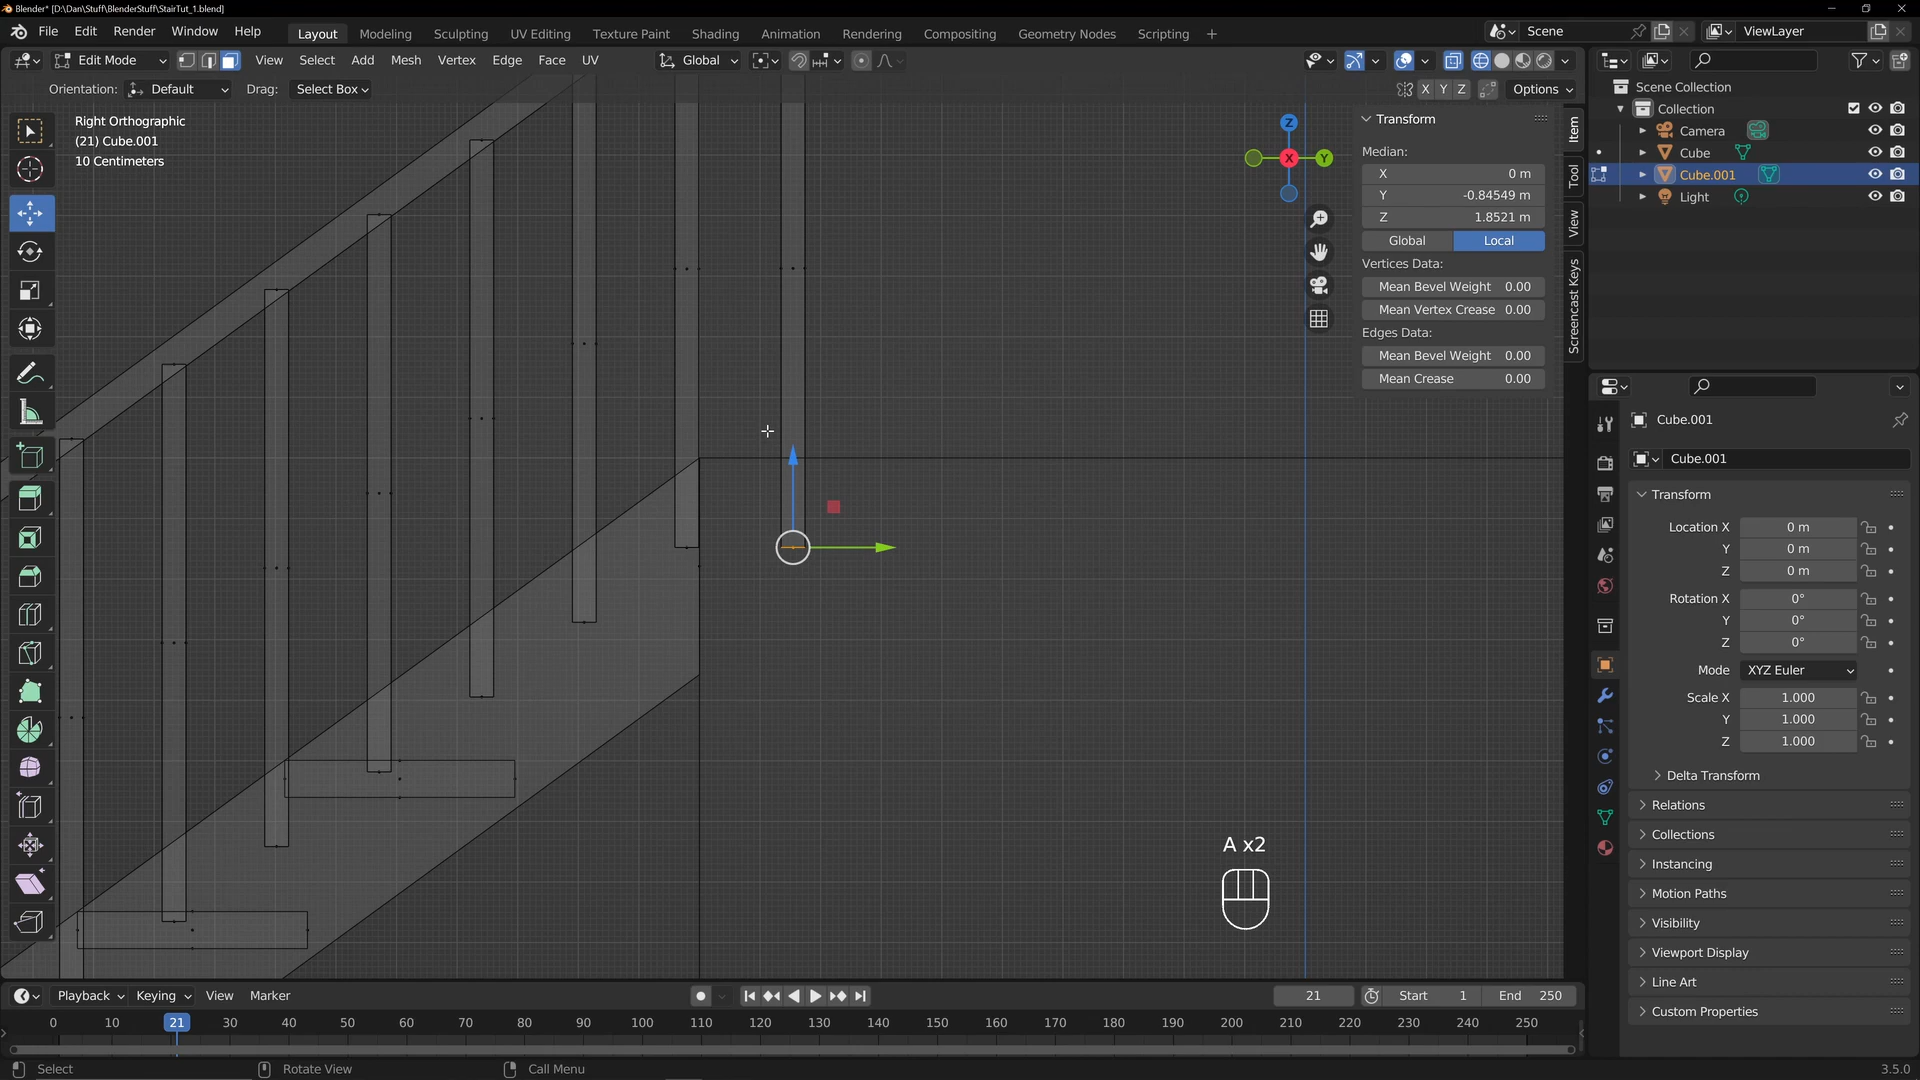 Blender* [D:\Dan\Stuff\BlenderStuff\StairTut_1.blend]
File Edit Render Window Help
Layout Modeling Sculpting UV Editing Texture Paint Shading Animation Rendering Compositing Geometry Nodes Scripting +
Scene
ViewLayer
Edit Mode
View Select Add Mesh Vertex Edge Face UV
Global
Orientation: Default Drag: Select Box
X Y Z Options
Right Orthographic
(21) Cube.001
10 Centimeters
Z
X
Y
Transform
Median:
X 0 m
Y -0.84549 m
Z 1.8521 m
Global Local
Vertices Data:
Mean Bevel Weight 0.00
Mean Vertex Crease 0.00
Edges Data:
Mean Bevel Weight 0.00
Mean Crease 0.00
Item
Tool
View
Screencast Keys
A x2
Scene Collection
Collection
Camera
Cube
Cube.001
Light
Cube.001
Cube.001
Transform
Location X 0 m
Y 0 m
Z 0 m
Rotation X 0°
Y 0°
Z 0°
Mode XYZ Euler
Scale X 1.000
Y 1.000
Z 1.000
Delta Transform
Relations
Collections
Instancing
Motion Paths
Visibility
Viewport Display
Line Art
Custom Properties
Playback Keying View Marker
21 Start 1 End 250
0 10 21 30 40 50 60 70 80 90 100 110 120 130 140 150 160 170 180 190 200 210 220 230 240 250
Select Rotate View Call Menu
3.5.0